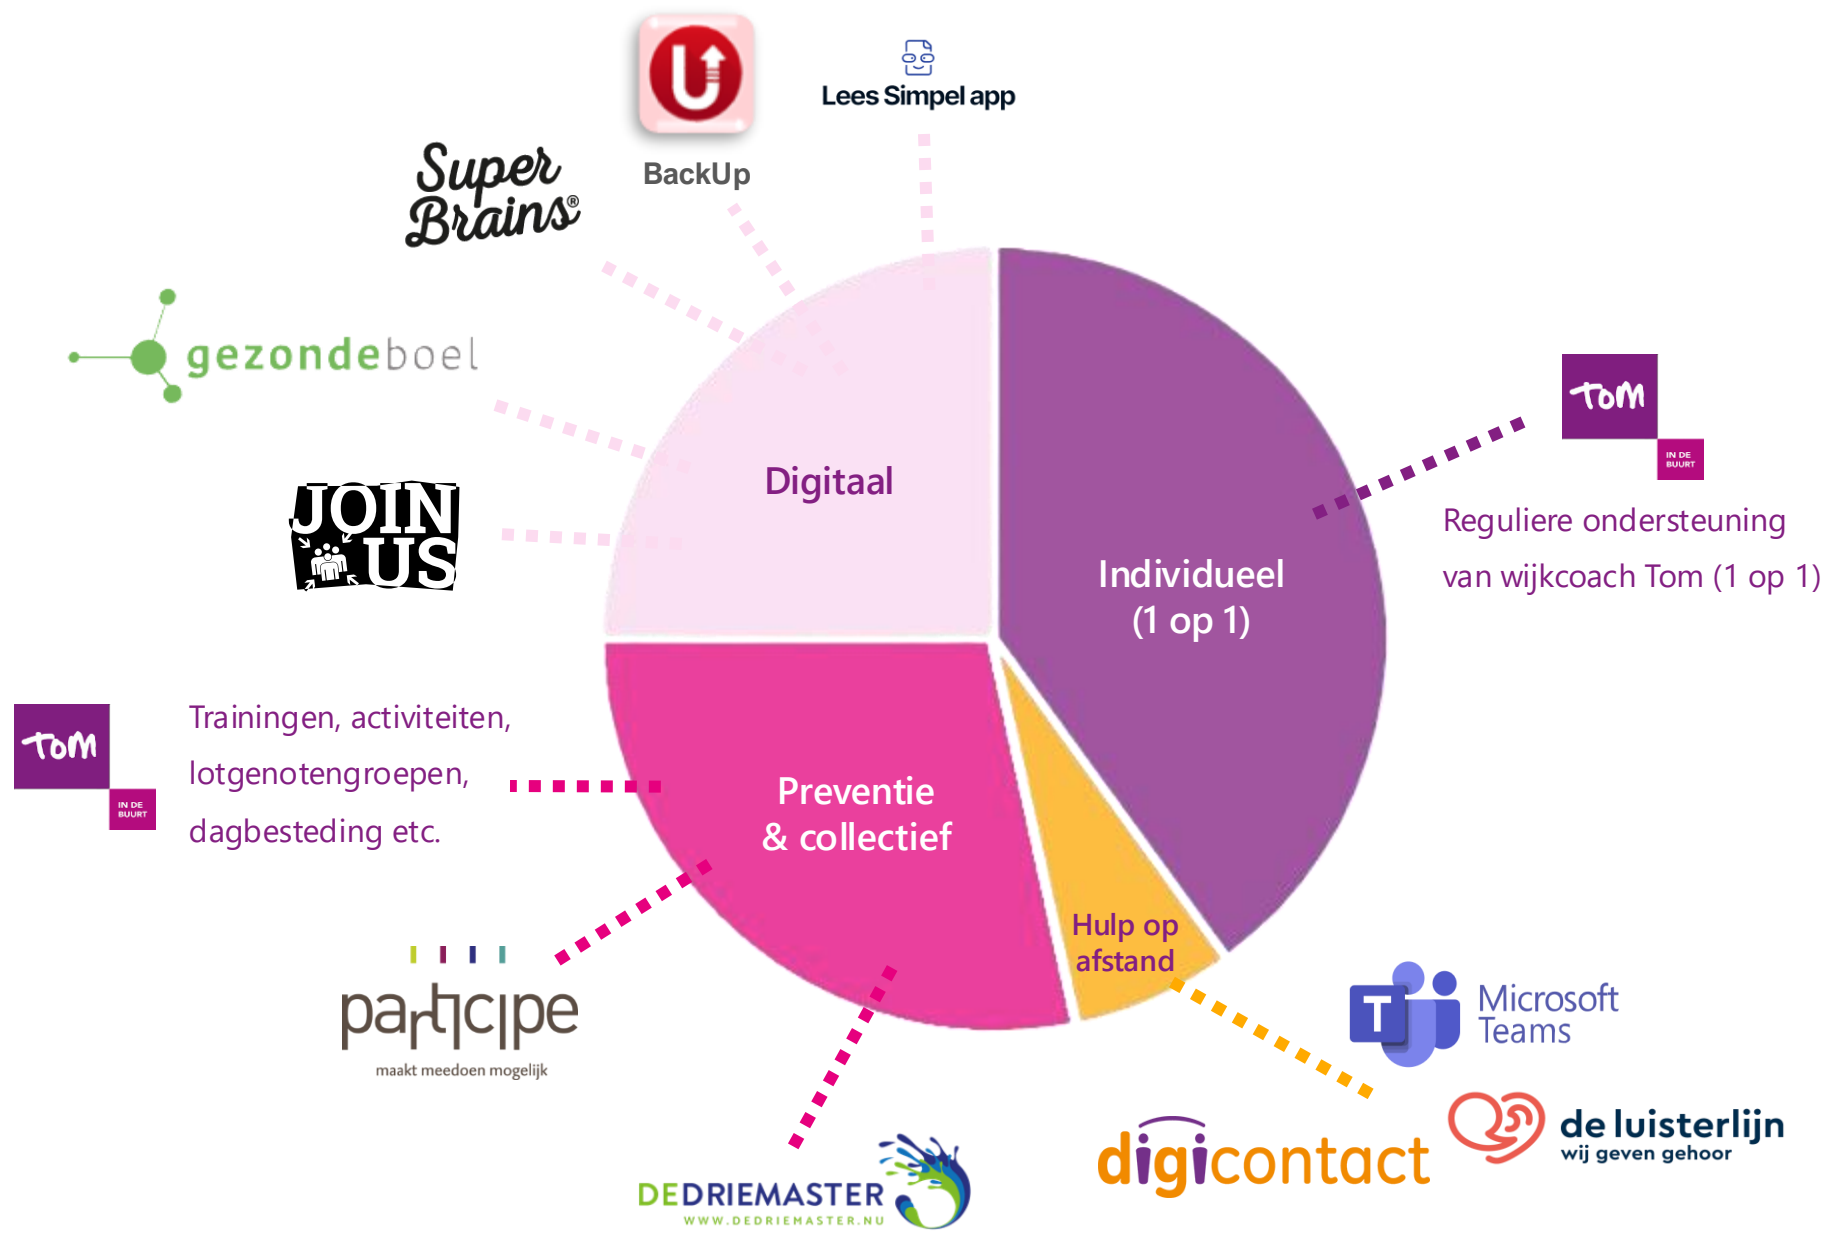 BackUp
Lees Simpel app
Super
Brains®
gezondeboel
JOIN
US
Digitaal
Individueel
(1 op 1)
TOM
IN DE
BUURT
Reguliere ondersteuning
van wijkcoach Tom (1 op 1)
TOM
IN DE
BUURT
Trainingen, activiteiten,
lotgenotengroepen,
dagbesteding etc.
Preventie
& collectief
Hulp op
afstand
participe
maakt meedoen mogelijk
T
Microsoft
Teams
de luisterlijn
wij geven gehoor
digicontact
DEDRIEMASTER
WWW.DEDRIEMASTER.NU